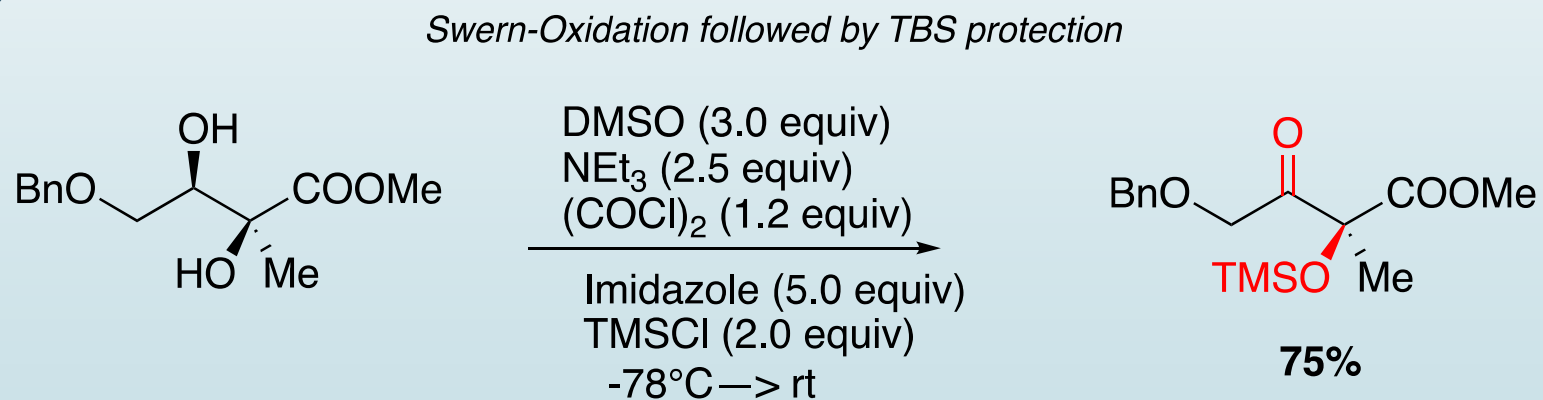 Swern-Oxidation followed by TBS protection
OH
BnO
COOMe
HO
Me
DMSO (3.0 equiv)
NEt₃ (2.5 equiv)
(COCl)₂ (1.2 equiv)
Imidazole (5.0 equiv)
TMSCl (2.0 equiv)
-78°C—> rt
O
BnO
COOMe
TMSO
Me
75%